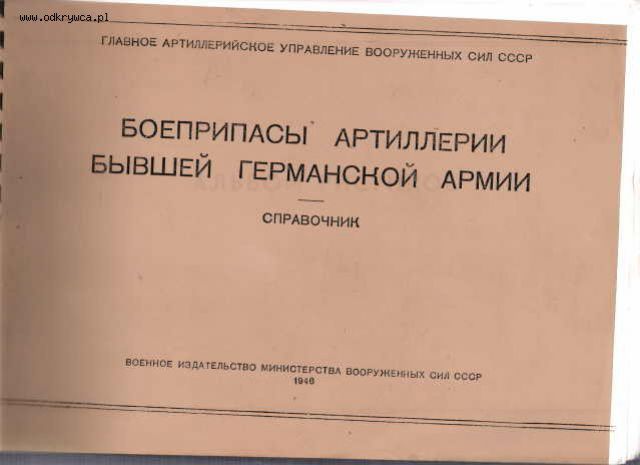 www.odkrywca.pl
ГЛАВНОЕ АРТИЛЛЕРИЙСКОЕ УПРАВЛЕНИЕ ВООРУЖЕННЫХ СИЛ СССР
БОЕПРИПАСЫ АРТИЛЛЕРИИ
БЫВШЕЙ ГЕРМАНСКОЙ АРМИИ
СПРАВОЧНИК
ВОЕННОЕ ИЗДАТЕЛЬСТВО МИНИСТЕРСТВА ВООРУЖЕННЫХ СИЛ СССР
1946